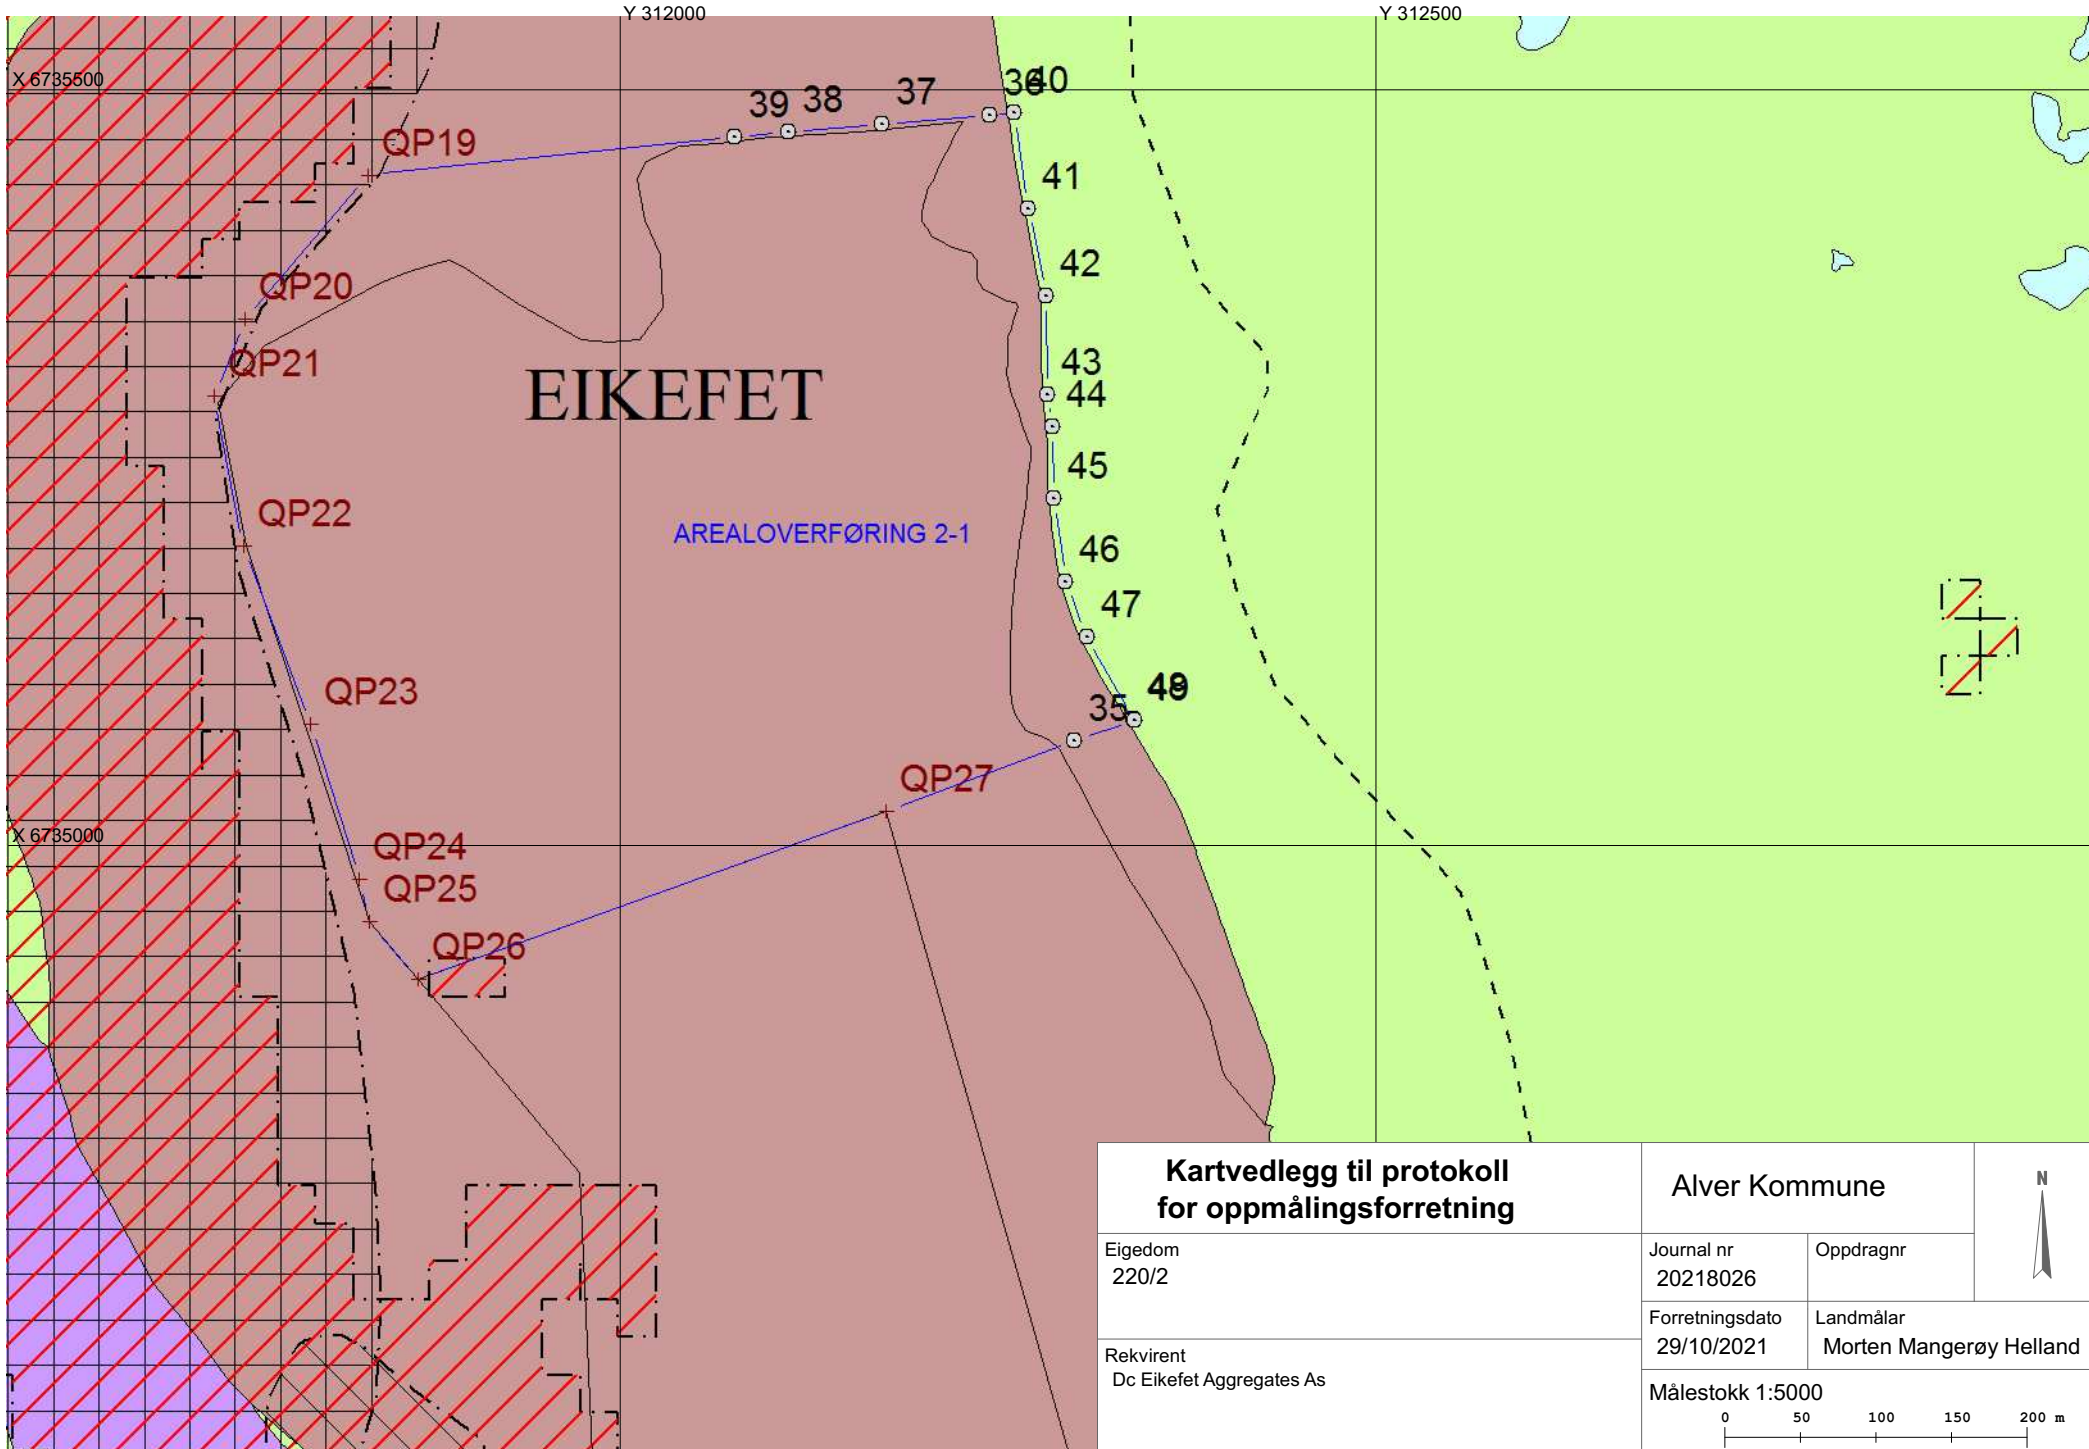 Y 312000
Y 312500
X 6735500
39
38
37
36
40
QP19
41
42
QP20
43
QP21
44
EIKEFET
45
QP22
AREALOVERFØRING 2-1
46
47
QP23
48
49
35
QP27
X 6735000
QP24
QP25
QP26
Kartvedlegg til protokoll
for oppmålingsforretning
Alver Kommune
N
Eigedom
220/2
Journal nr
20218026
Oppdragnr
Forretningsdato
29/10/2021
Landmålar
Morten Mangerøy Helland
Rekvirent
Dc Eikefet Aggregates As
Målestokk 1:5000
0 50 100 150 200 m